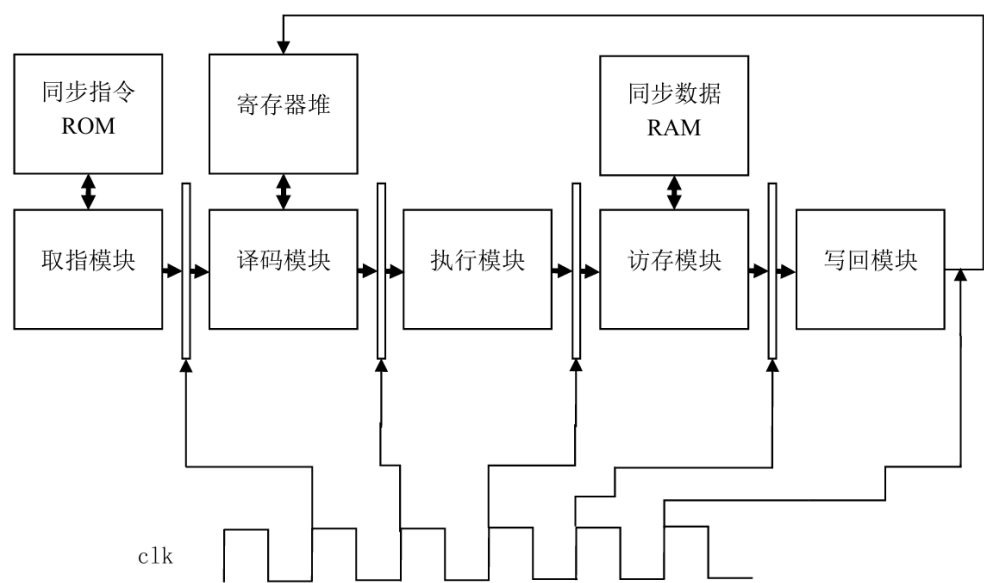 同步指令
ROM
寄存器堆
同步数据
RAM
取指模块
译码模块
执行模块
访存模块
写回模块
clk